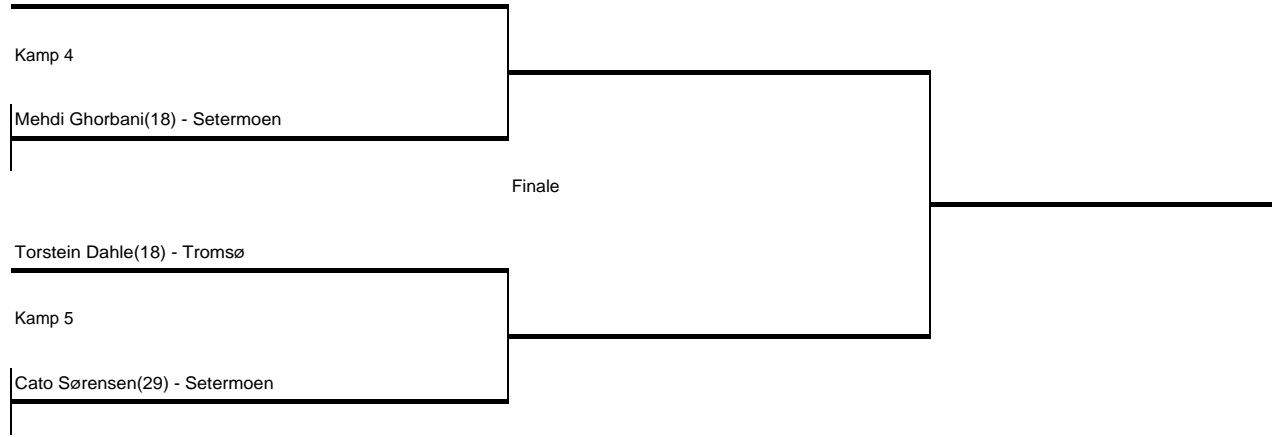 Kamp 4
Mehdi Ghorbani(18) - Setermoen
Finale
Torstein Dahle(18) - Tromsø
Kamp 5
Cato Sørensen(29) - Setermoen